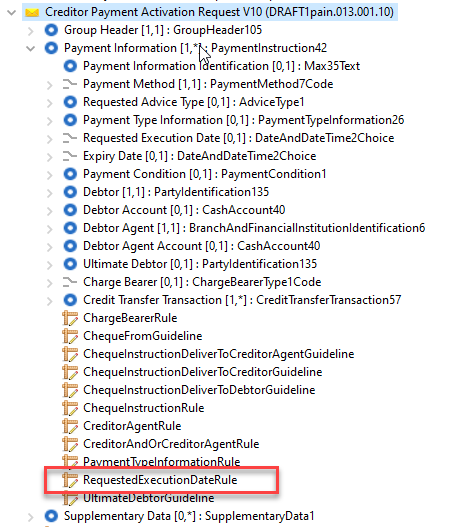 Creditor Payment Activation Request V10 (DRAFT1pain.013.001.10)
Group Header [1,1] : GroupHeader105
Payment Information [1,*] : PaymentInstruction42
Payment Information Identification [0,1] : Max35Text
Payment Method [1,1] : PaymentMethod7Code
Requested Advice Type [0,1] : AdviceType1
Payment Type Information [0,1] : PaymentTypeInformation26
Requested Execution Date [0,1] : DateAndDateTime2Choice
Expiry Date [0,1] : DateAndDateTime2Choice
Payment Condition [0,1] : PaymentCondition1
Debtor [1,1] : PartyIdentification135
Debtor Account [0,1] : CashAccount40
Debtor Agent [1,1] : BranchAndFinancialInstitutionIdentification6
Debtor Agent Account [0,1] : CashAccount40
Ultimate Debtor [0,1] : PartyIdentification135
Charge Bearer [0,1] : ChargeBearerType1Code
Credit Transfer Transaction [1,*] : CreditTransferTransaction57
ChargeBearerRule
ChequeFromGuideline
ChequeInstructionDeliverToCreditorAgentGuideline
ChequeInstructionDeliverToCreditorGuideline
ChequeInstructionDeliverToDebtorGuideline
ChequeInstructionRule
CreditorAgentRule
CreditorAndOrCreditorAgentRule
PaymentTypeInformationRule
RequestedExecutionDateRule
UltimateDebtorGuideline
Supplementary Data [0,*] : SupplementaryData1